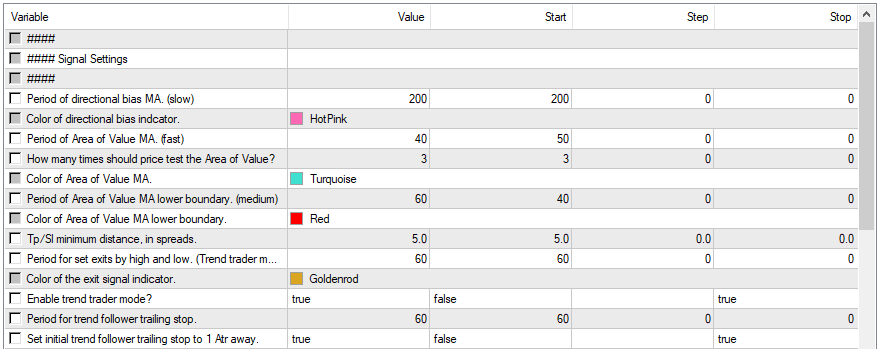 Variable Value Start Step Stop
####
#### Signal Settings
####
Period of directional bias MA. (slow) 200 200 0 0
Color of directional bias indcator. HotPink
Period of Area of Value MA. (fast) 40 50 0 0
How many times should price test the Area of Value? 3 3 0 0
Color of Area of Value MA. Turquoise
Period of Area of Value MA lower boundary. (medium) 60 40 0 0
Color of Area of Value MA lower boundary. Red
Tp/Sl minimum distance, in spreads. 5.0 5.0 0.0 0.0
Period for set exits by high and low. (Trend trader m... 60 60 0 0
Color of the exit signal indicator. Goldenrod
Enable trend trader mode? true false true
Period for trend follower trailing stop. 60 60 0 0
Set initial trend follower trailing stop to 1 Atr away. true false true